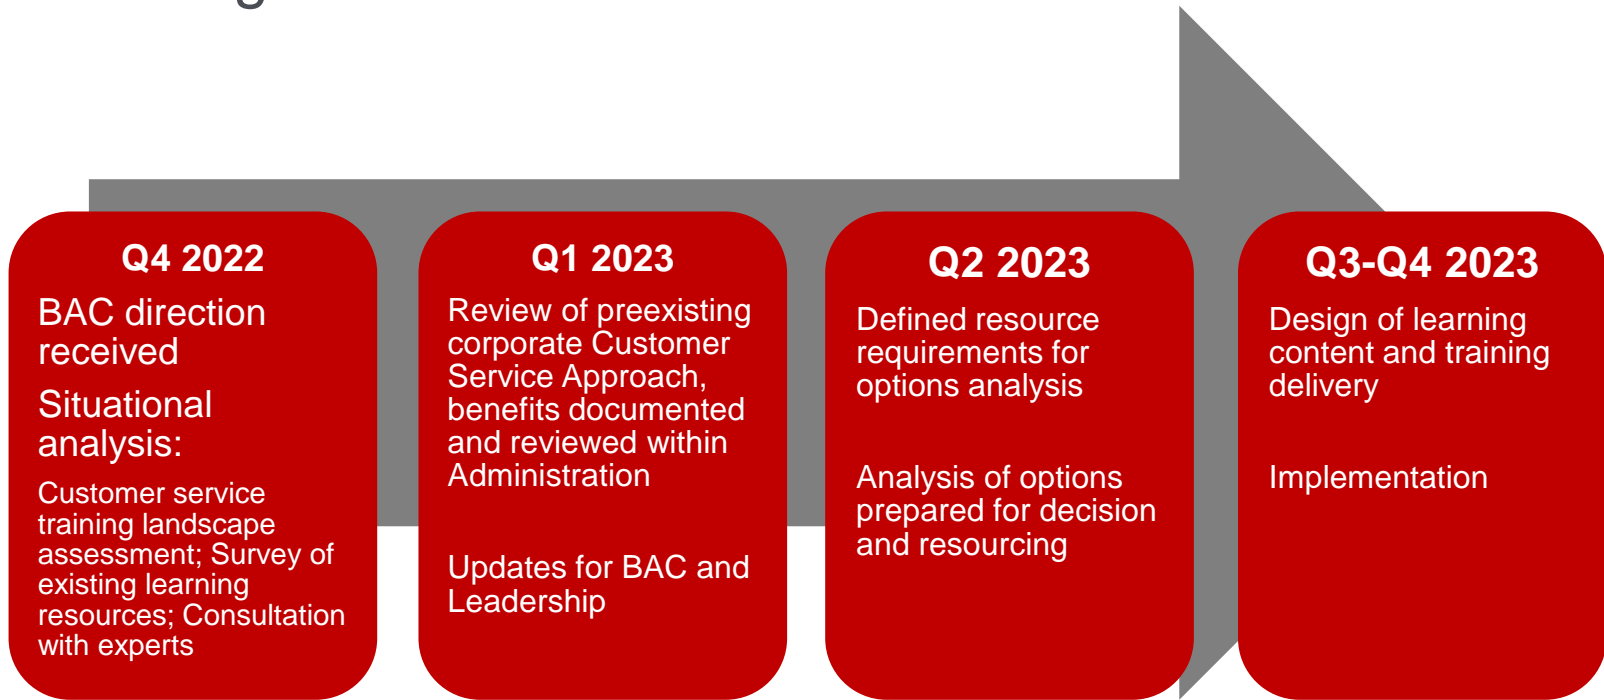 Q4 2022
BAC direction
received
Situational
analysis:
Customer service
training landscape
assessment; Survey of
existing learning
resources; Consultation
with experts
Q1 2023
Review of preexisting
corporate Customer
Service Approach,
benefits documented
and reviewed within
Administration
Updates for BAC and
Leadership
Q2 2023
Defined resource
requirements for
options analysis
Analysis of options
prepared for decision
and resourcing
Q3-Q4 2023
Design of learning
content and training
delivery
Implementation